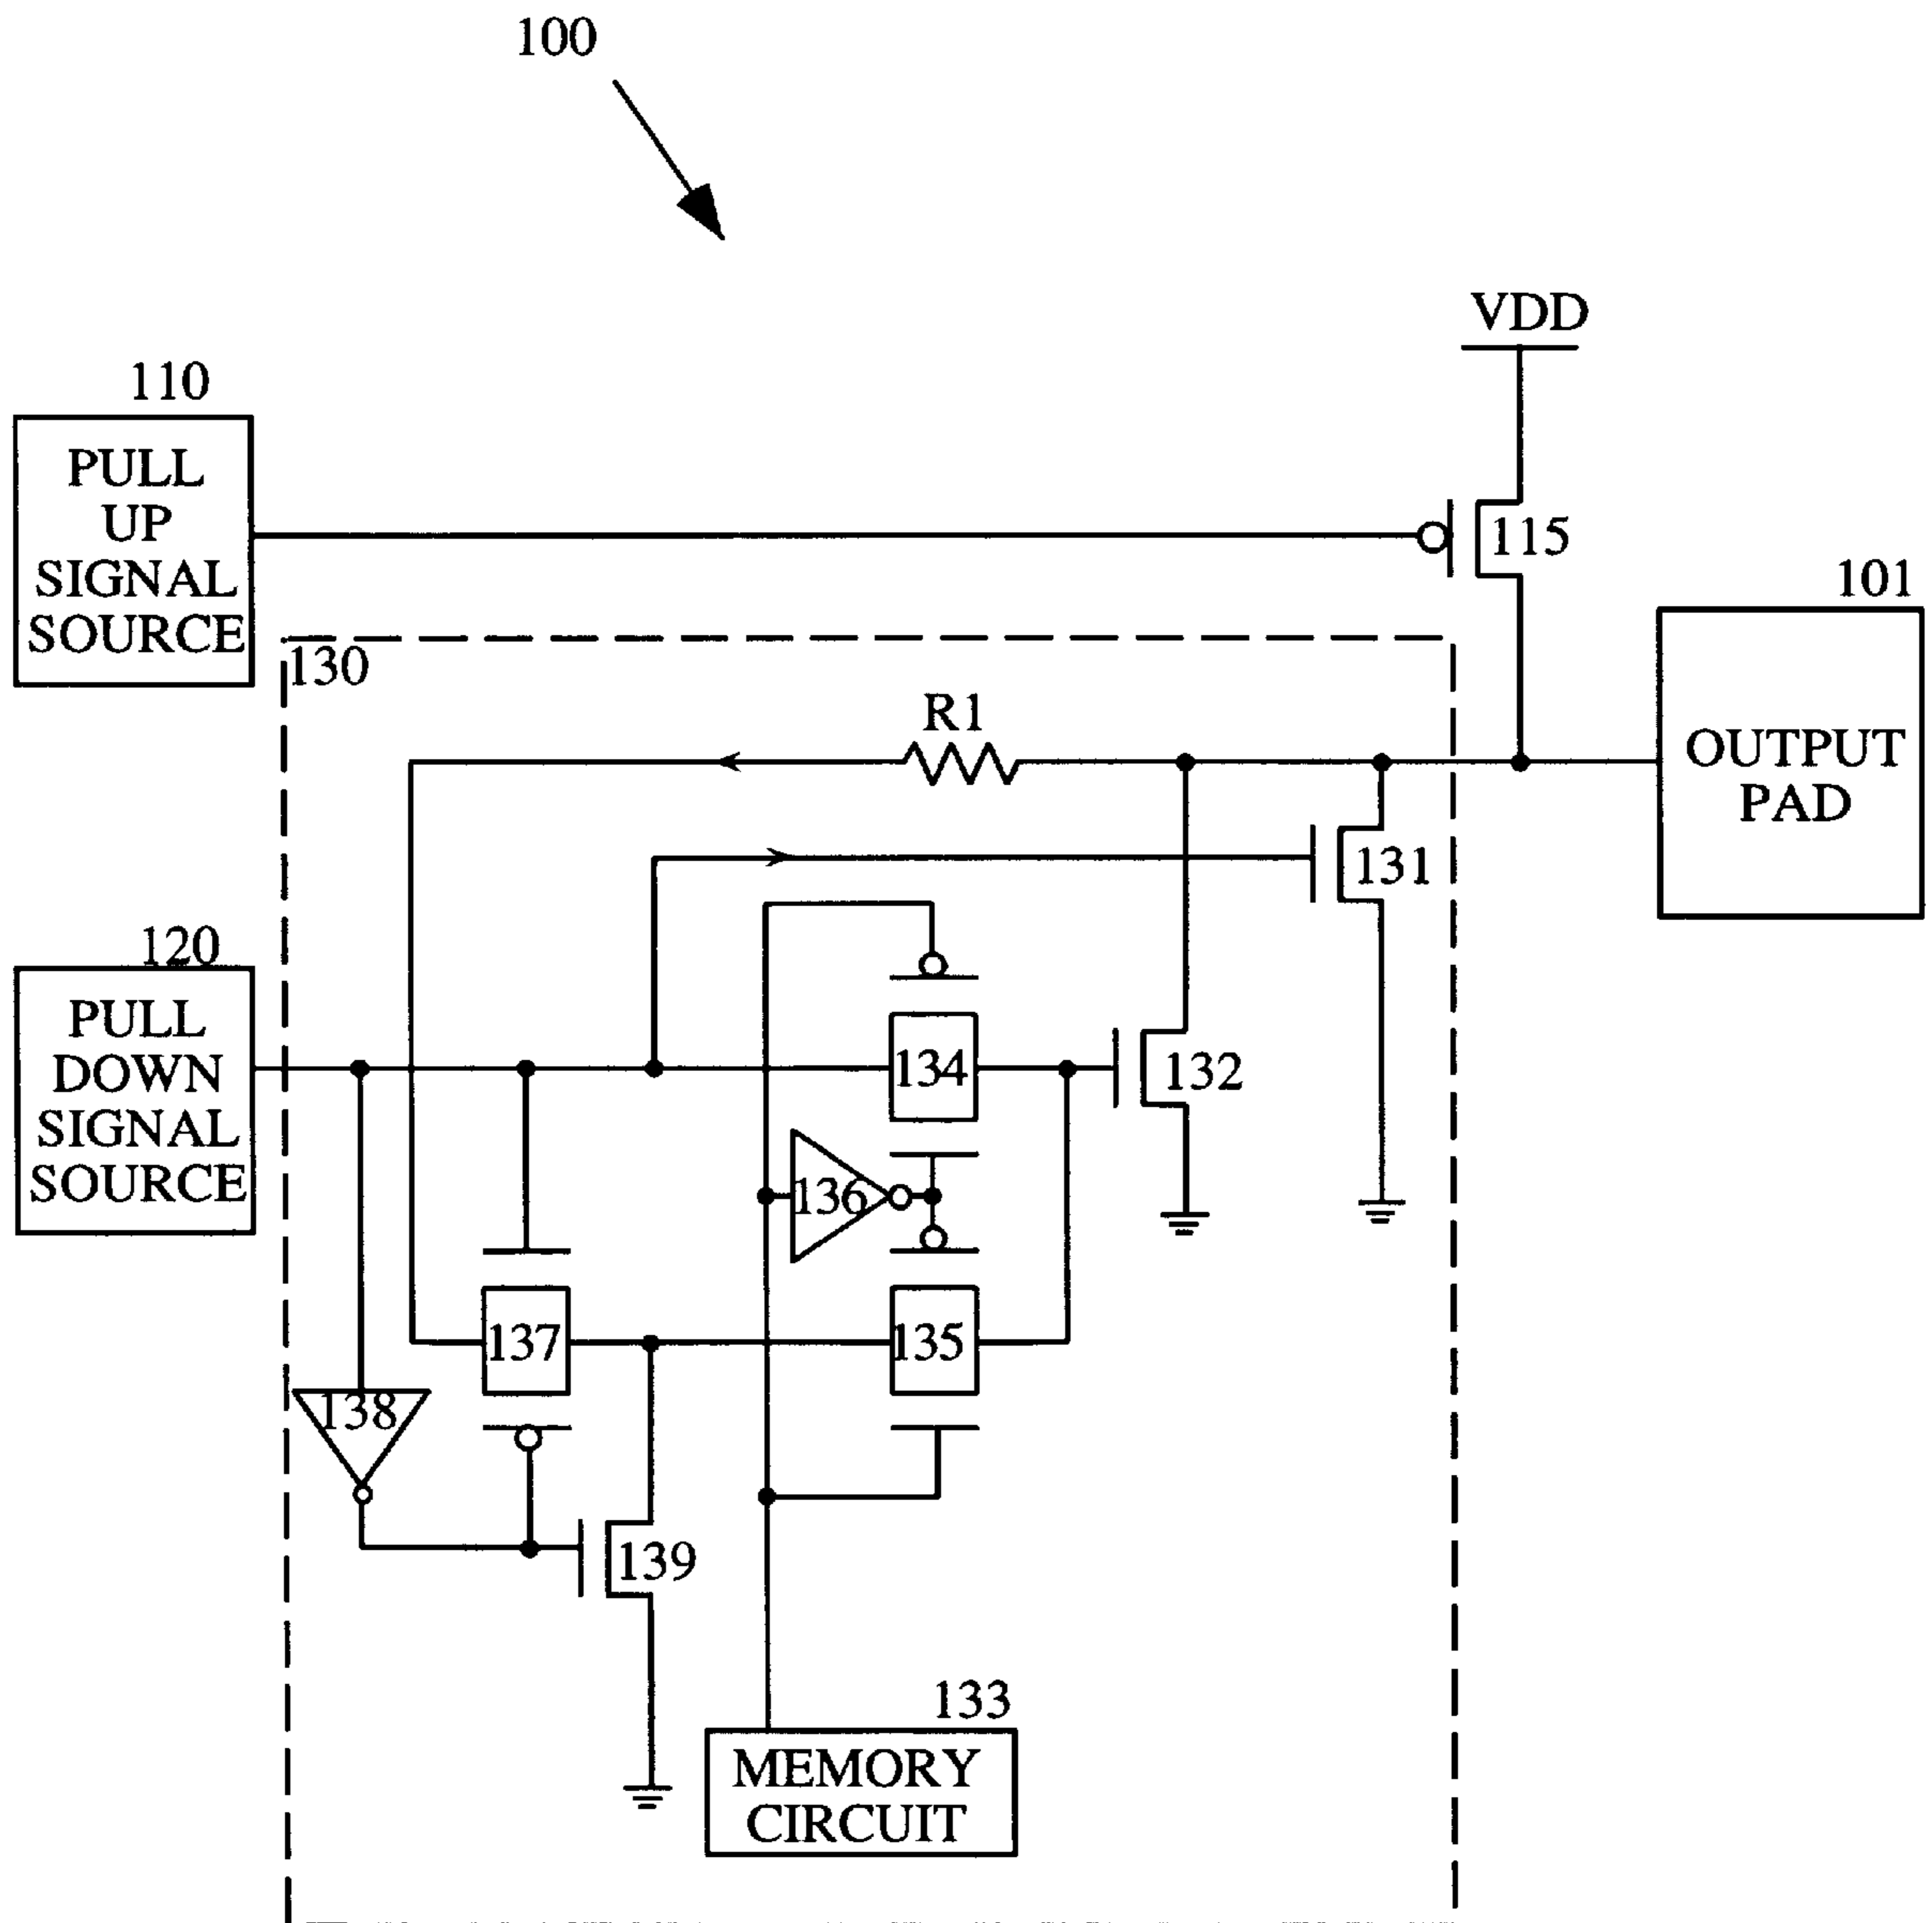 100
VDD
110
PULL
UP
SIGNAL
SOURCE
115
101
OUTPUT
PAD
130
R1
131
120
PULL
DOWN
SIGNAL
SOURCE
134
132
136
137
135
138
139
133
MEMORY
CIRCUIT